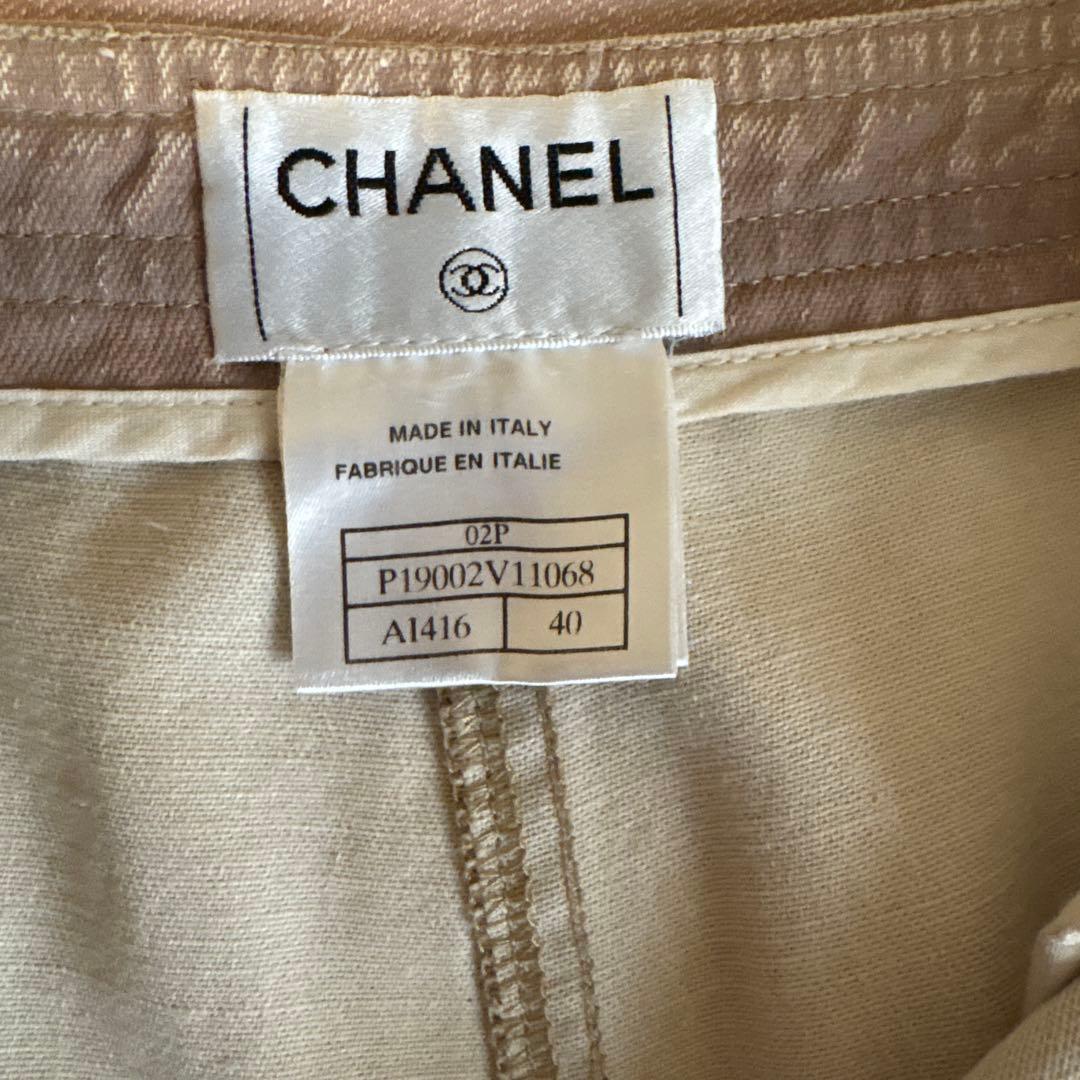 CHANEL
MADE IN ITALY
FABRIQUE EN ITALIE
02P
P19002V11068
A1416 40